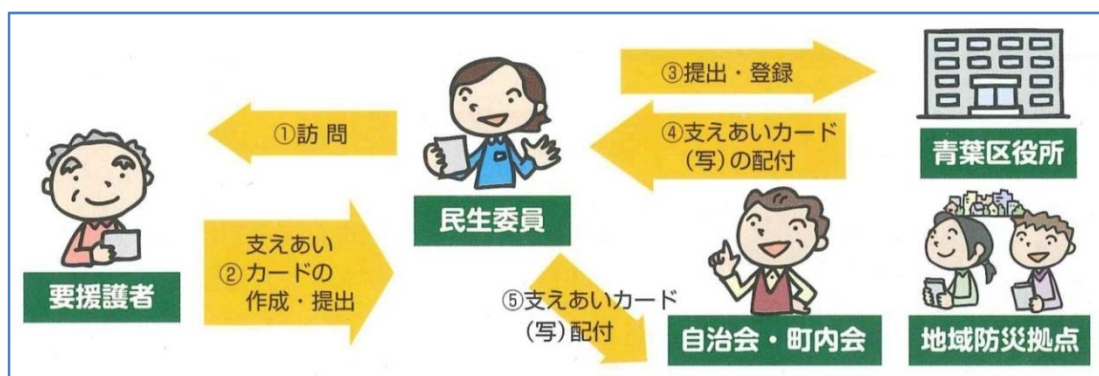 ①訪問
支えあい
②カードの
作成・提出
要援護者
民生委員
③提出・登録
④支えあいカード
(写)の配付
⑤支えあいカード
(写)配付
青葉区役所
自治会・町内会
地域防災拠点